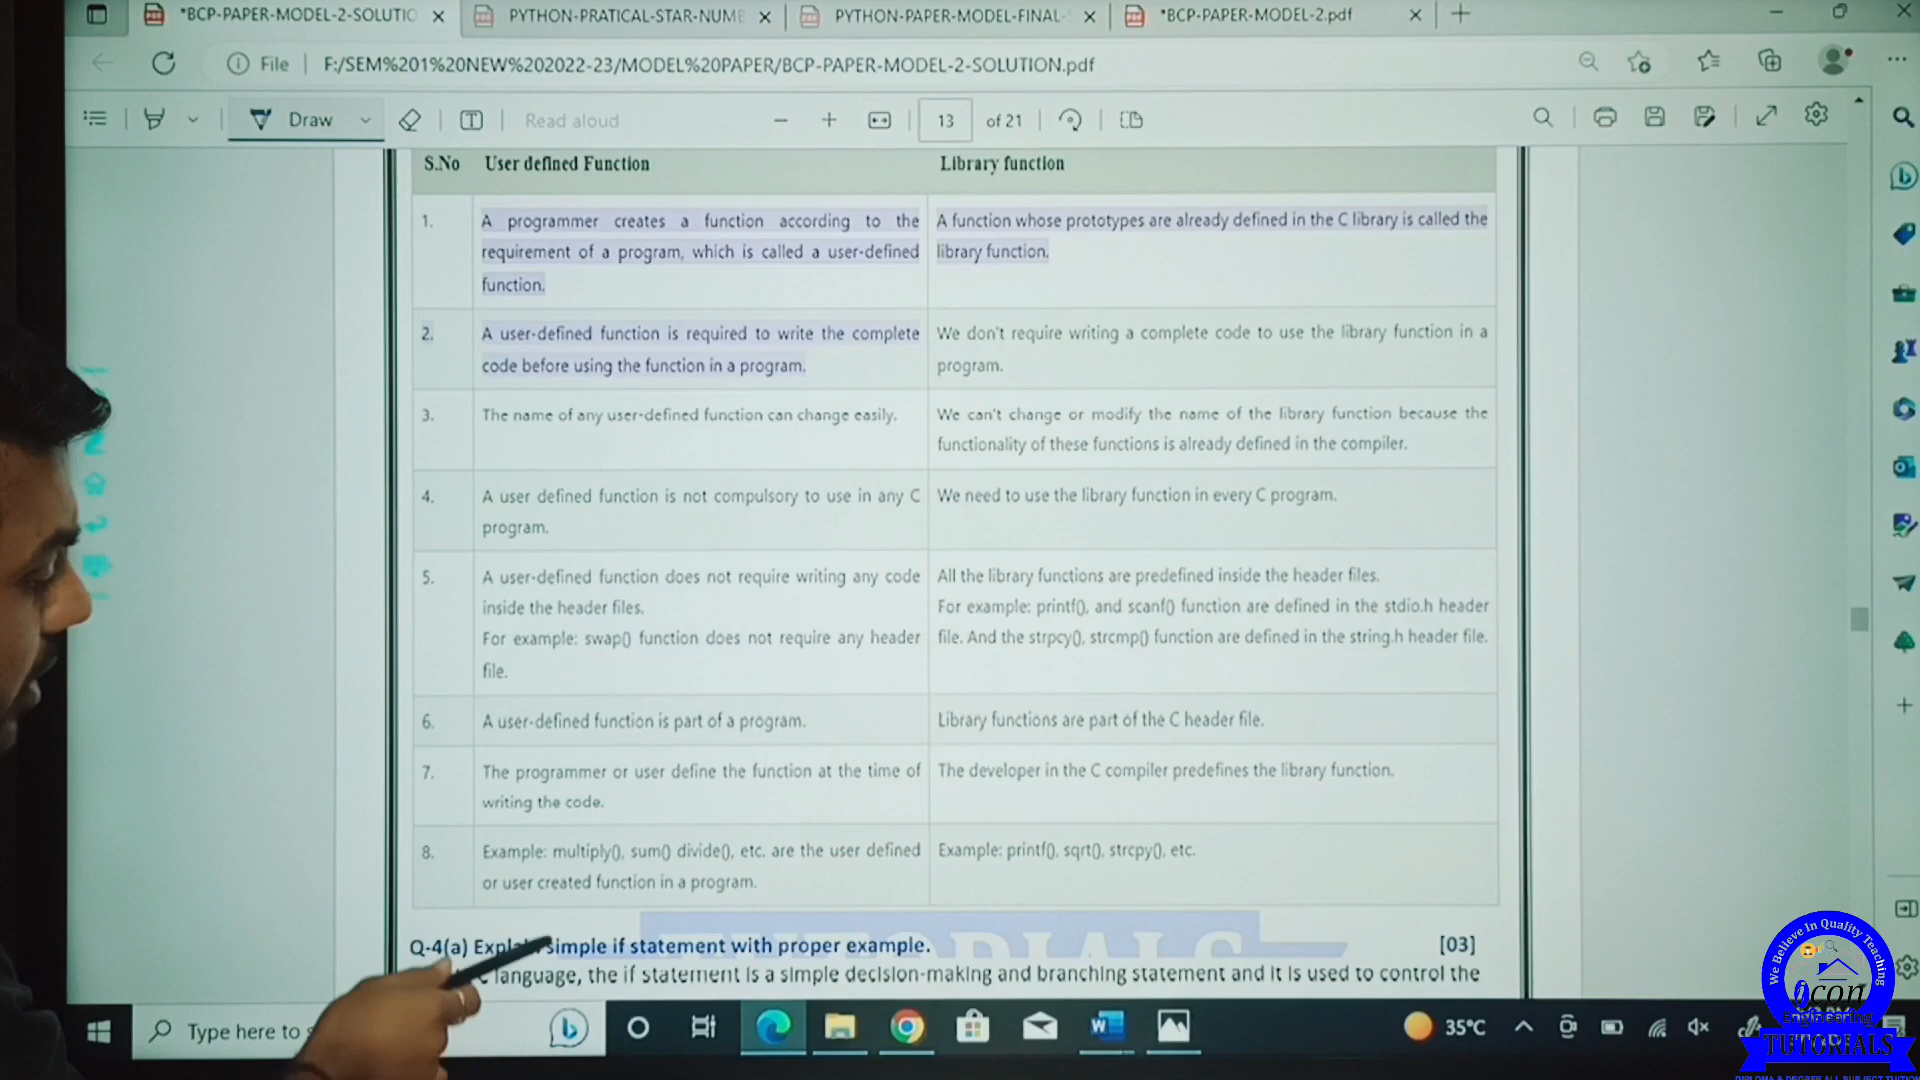 *BCP-PAPER-MODEL-2-SOLUTIO
PYTHON-PRATICAL-STAR-NUMB
PYTHON-PAPER-MODEL-FINAL-
*BCP-PAPER-MODEL-2.pdf
File
F:/SEM%201%20NEW%202022-23/MODEL%20PAPER/BCP-PAPER-MODEL-2-SOLUTION.pdf
Draw
Read aloud
13 of 21
S.No User defined Function Library function
1. A programmer creates a function according to the
requirement of a program, which is called a user-defined
function.
A function whose prototypes are already defined in the C library is called the
library function.
2. A user-defined function is required to write the complete
code before using the function in a program.
We don't require writing a complete code to use the library function in a
program.
3. The name of any user-defined function can change easily.
We can't change or modify the name of the library function because the
functionality of these functions is already defined in the compiler.
4. A user defined function is not compulsory to use in any C
program.
We need to use the library function in every C program.
5. A user-defined function does not require writing any code
inside the header files.
For example: swap() function does not require any header
file.
All the library functions are predefined inside the header files.
For example: printf(), and scanf() function are defined in the stdio.h header
file. And the strpcy(), strcmp() function are defined in the string.h header file.
6. A user-defined function is part of a program.
Library functions are part of the C header file.
7. The programmer or user define the function at the time of
writing the code.
The developer in the C compiler predefines the library function.
8. Example: multiply(), sum() divide(), etc. are the user defined
or user created function in a program.
Example: printf(), sqrt(), strcpy(), etc.
TUTORIALS
Q-4(a) Explain simple if statement with proper example. [03]
language, the if statement is a simple decision-making and branching statement and it is used to control the
Type here to s
35°C
We Believe In Quality Teaching
icon
Engineering
TUTORIALS